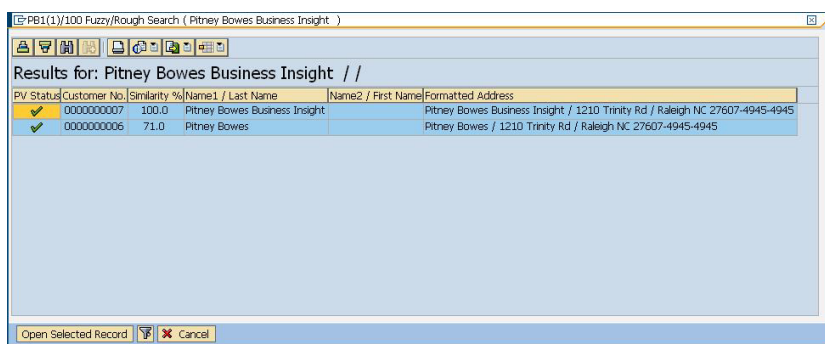 PB1(1)/100 Fuzzy/Rough Search ( Pitney Bowes Business Insight )
Results for: Pitney Bowes Business Insight / /
PV Status Customer No. Similarity % Name1 / Last Name Name2 / First Name Formatted Address
0000000007 100.0 Pitney Bowes Business Insight Pitney Bowes Business Insight / 1210 Trinity Rd / Raleigh NC 27607-4945-4945
0000000006 71.0 Pitney Bowes Pitney Bowes / 1210 Trinity Rd / Raleigh NC 27607-4945-4945
Open Selected Record Cancel